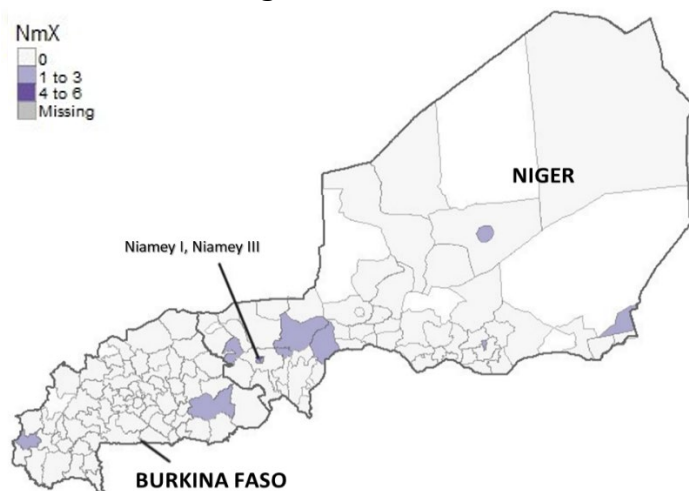 NmX
0
1 to 3
4 to 6
Missing
NIGER
Niamey I, Niamey III
BURKINA FASO